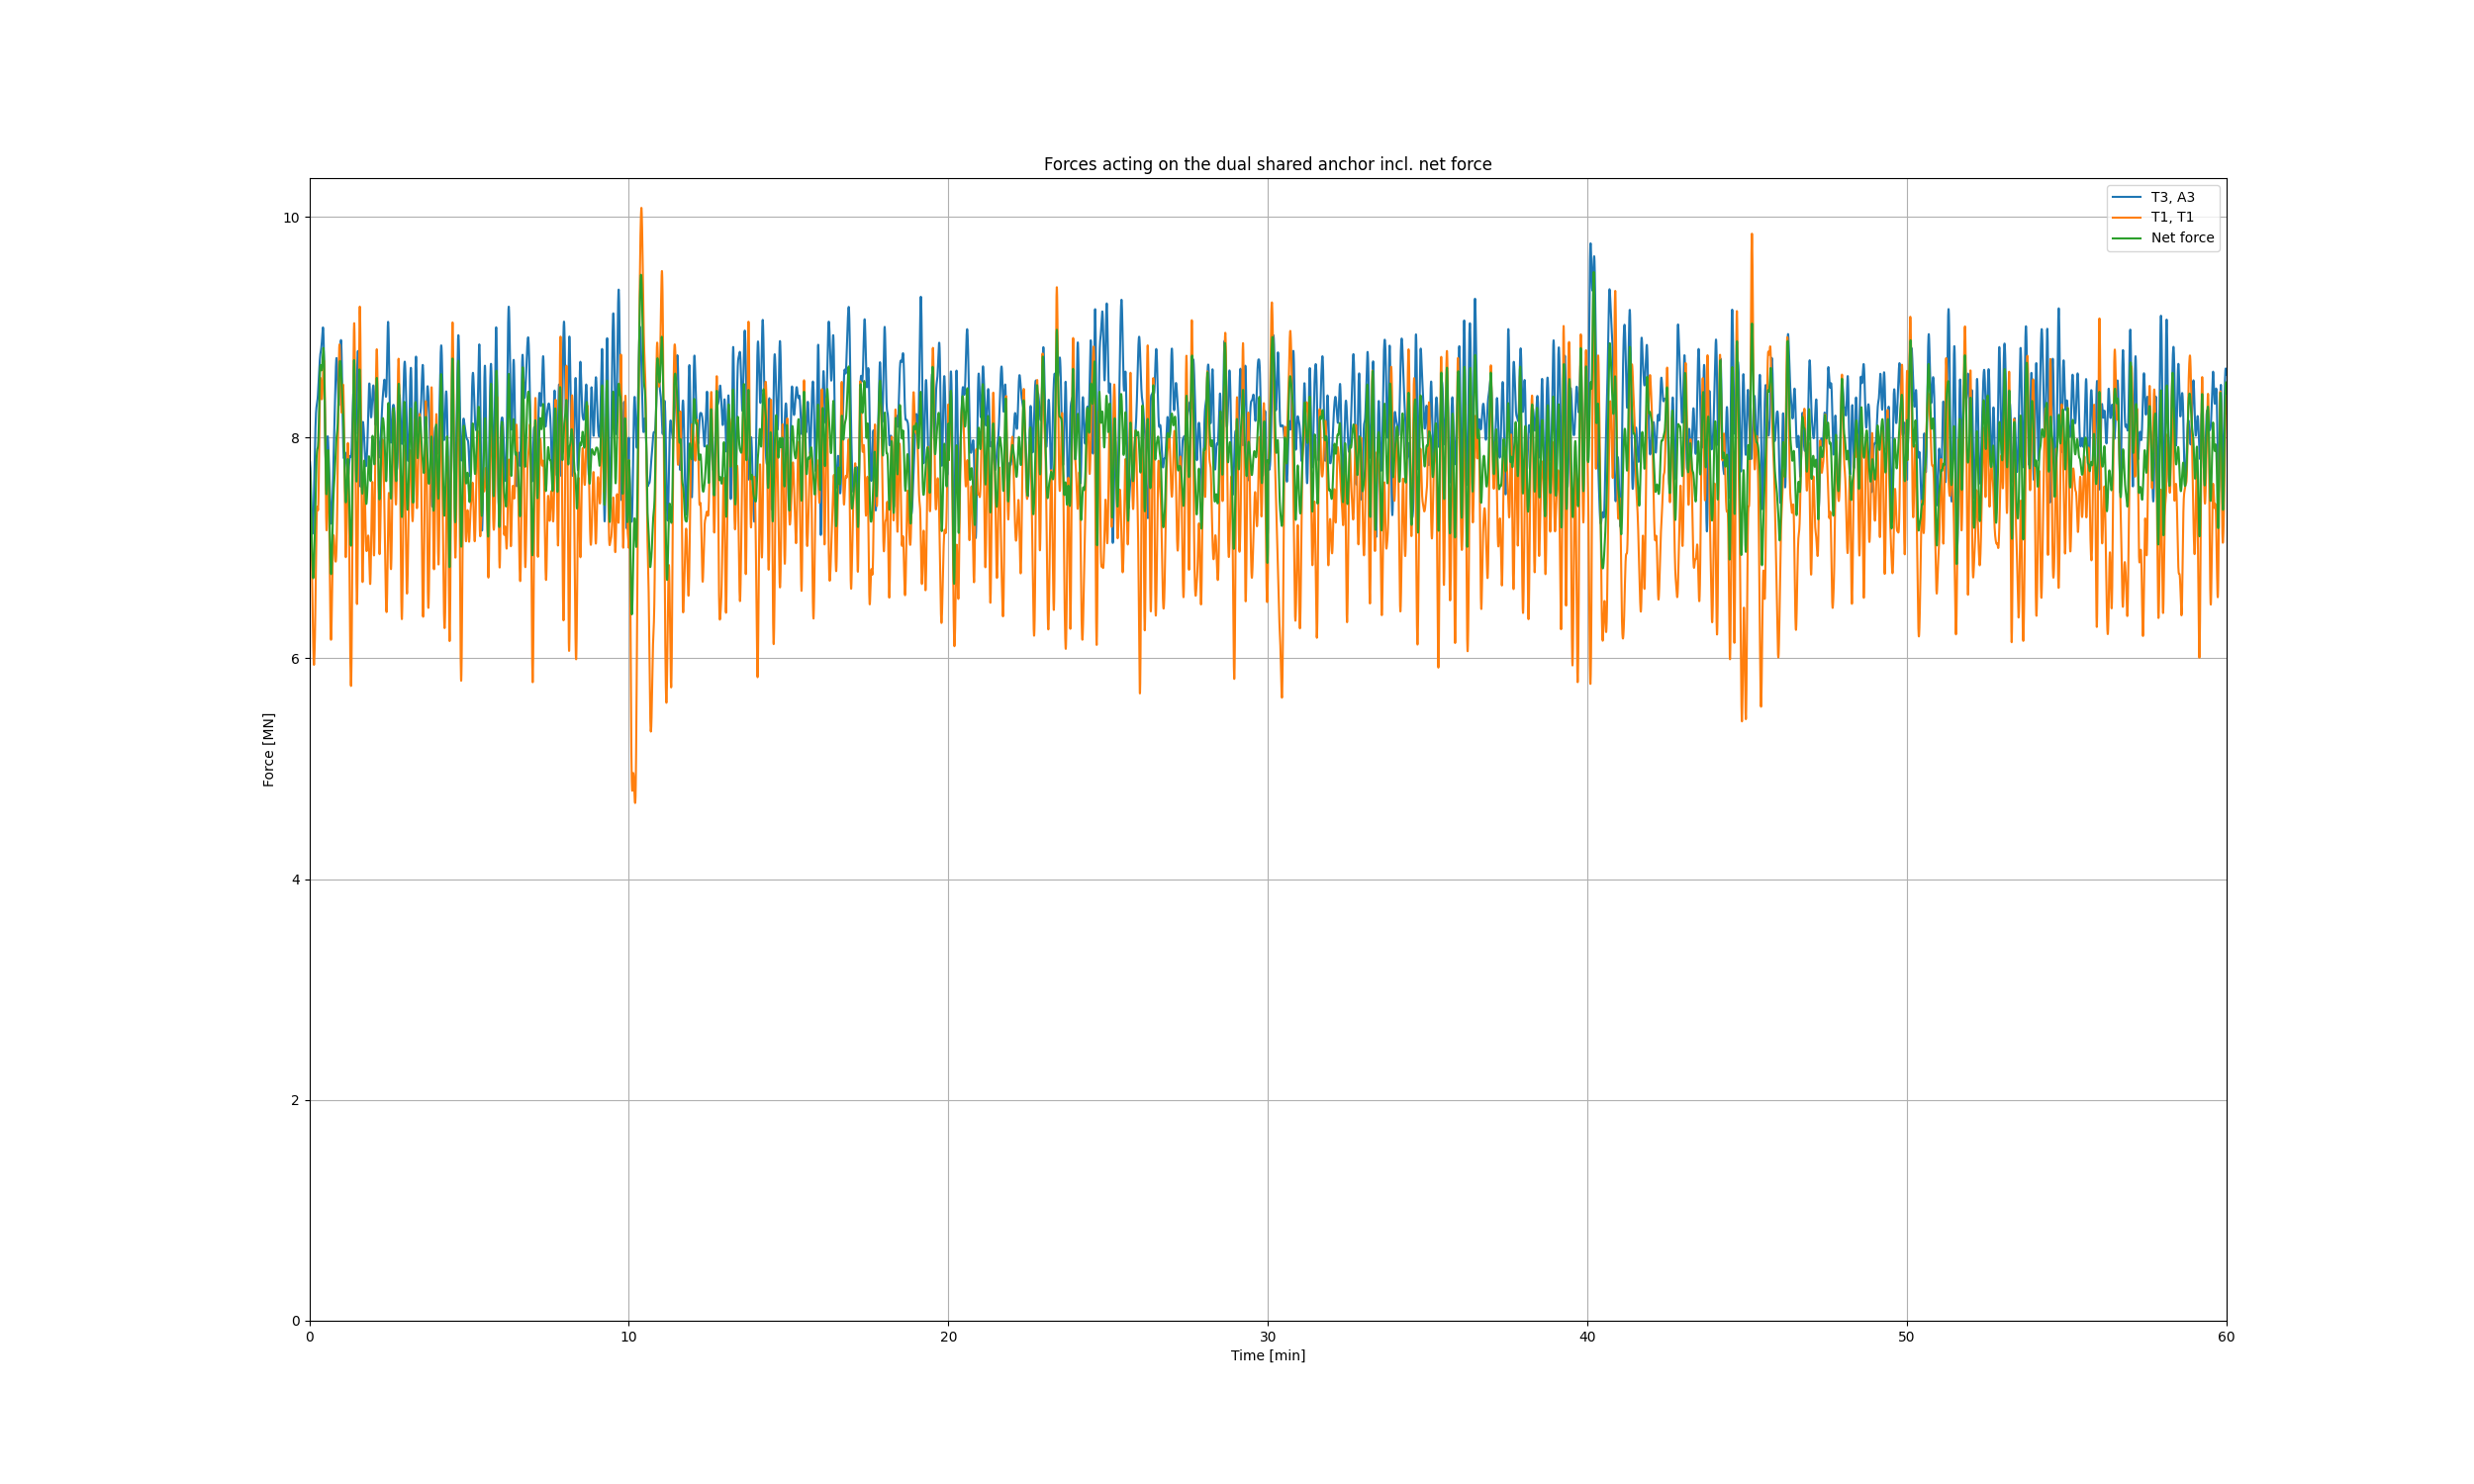 Forces acting on the dual shared anchor incl. net force
T3, A3
T1, T1
Net force
Force [MN]
10
8
6
4
2
0
0 10 20 30 40 50 60
Time [min]